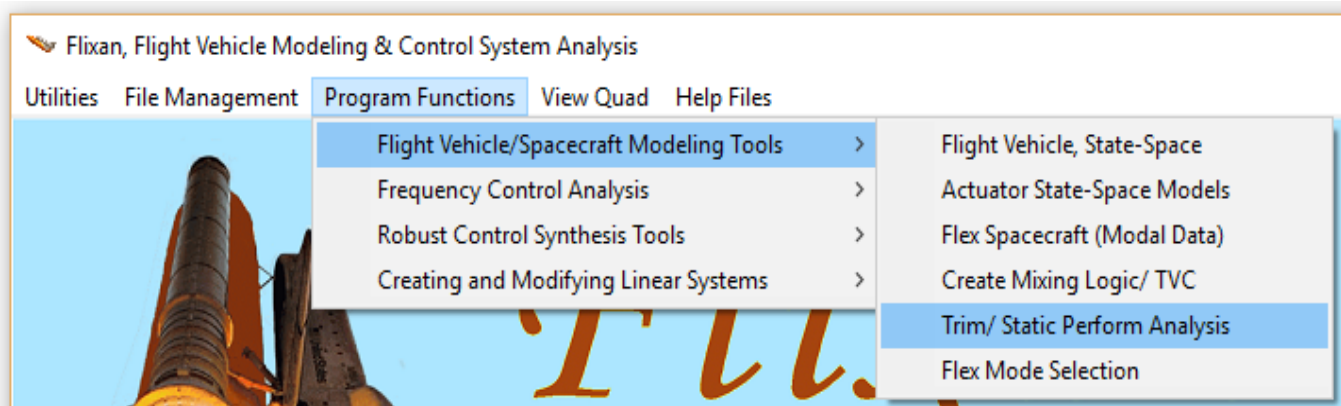 Flixan, Flight Vehicle Modeling & Control System Analysis
Utilities File Management Program Functions View Quad Help Files
Flight Vehicle/Spacecraft Modeling Tools >
Frequency Control Analysis >
Robust Control Synthesis Tools >
Creating and Modifying Linear Systems >
Flight Vehicle, State-Space
Actuator State-Space Models
Flex Spacecraft (Modal Data)
Create Mixing Logic/ TVC
Trim/ Static Perform Analysis
Flex Mode Selection